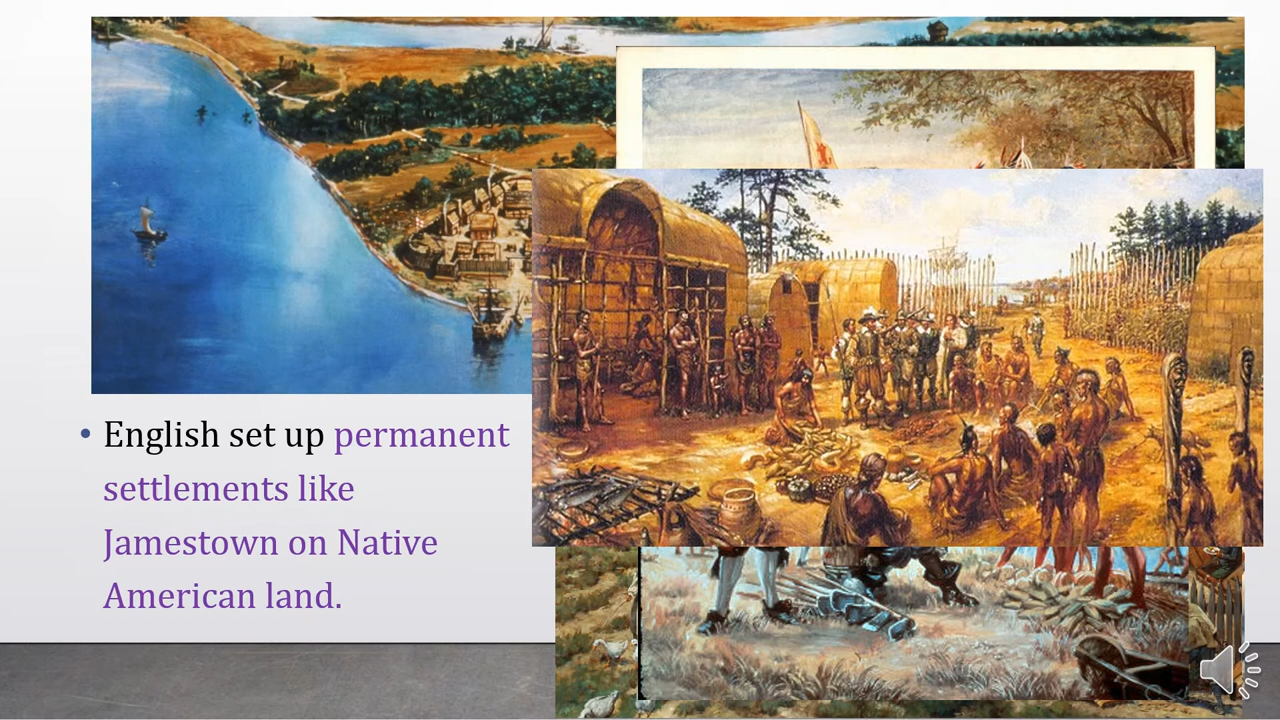 • English set up permanent
settlements like
Jamestown on Native
American land.